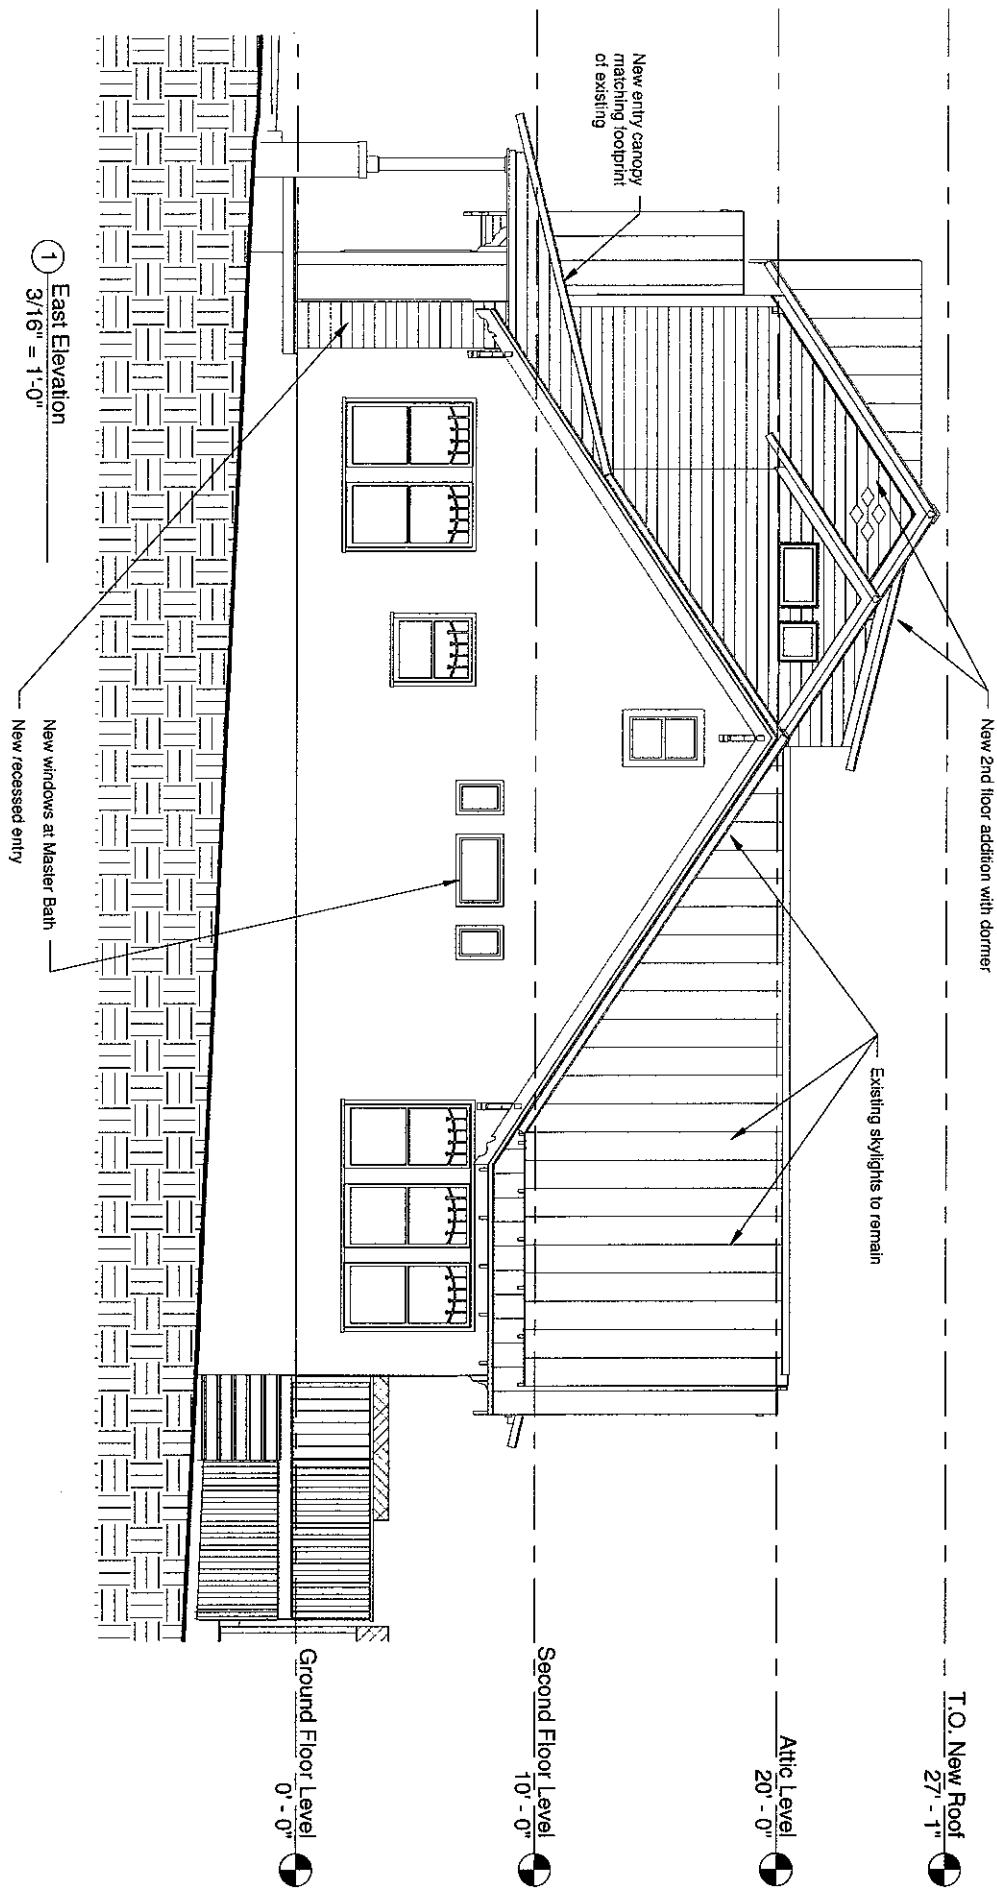 New 2nd floor addition with dormer
Existing skylights to remain
New entry canopy
matching footprint
of existing
T.O. New Roof
27' - 1"
Attic Level
20' - 0"
Second Floor Level
10' - 0"
Ground Floor Level
0' - 0"
New windows at Master Bath
New recessed entry
1
East Elevation
3/16" = 1'-0"